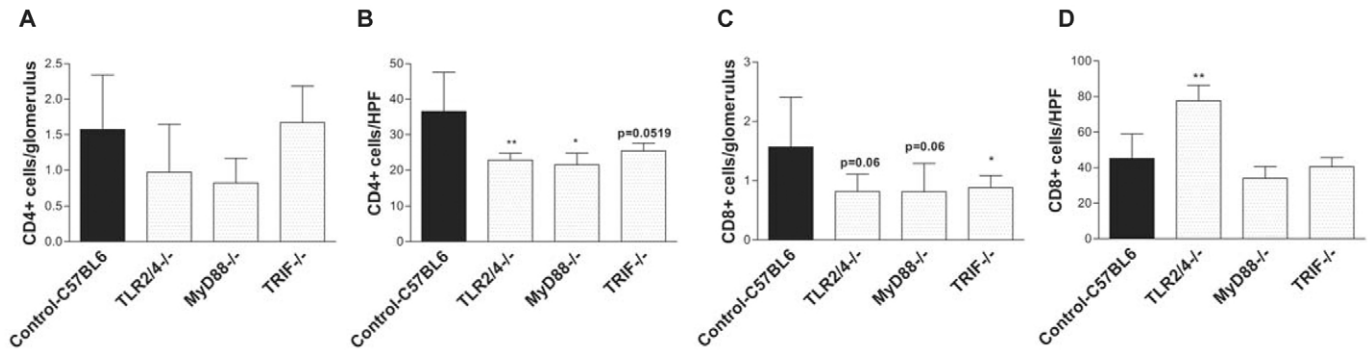 A
CD4+ cells/glomerulus
2.5
2.0
1.5
1.0
0.5
0.0
Control-C57BL6
TLR2/4-/-
MyD88-/-
TRIF-/-
B
CD4+ cells/HPF
50
40
30
20
10
0
**
*
p=0.0519
Control-C57BL6
TLR2/4-/-
MyD88-/-
TRIF-/-
C
CD8+ cells/glomerulus
3
2
1
0
p=0.06
p=0.06
*
Control-C57BL6
TLR2/4-/-
MyD88-/-
TRIF-/-
D
CD8+ cells/HPF
100
80
60
40
20
0
**
Control-C57BL6
TLR2/4-/-
MyD88-/-
TRIF-/-